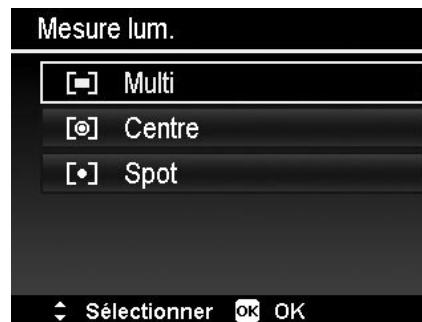 Mesure lum.
Multi
Centre
Spot
Sélectionner OK OK